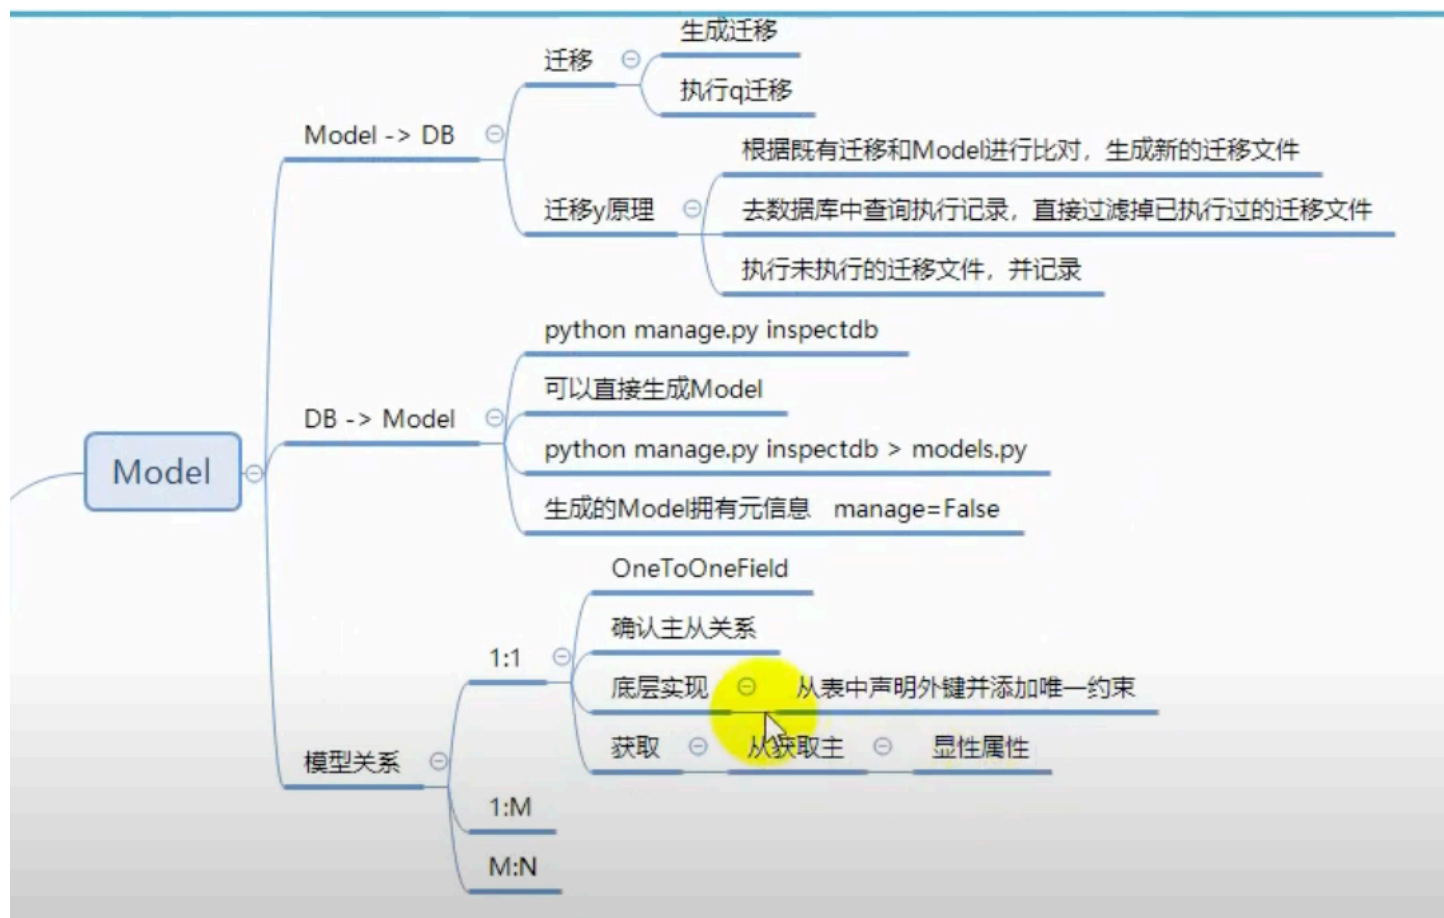 生成迁移
迁移
执行q迁移
Model -> DB
根据既有迁移和Model进行比对，生成新的迁移文件
迁移y原理
去数据库中查询执行记录，直接过滤掉已执行过的迁移文件
执行未执行的迁移文件，并记录
python manage.py inspectdb
可以直接生成Model
DB -> Model
python manage.py inspectdb > models.py
Model
生成的Model拥有元信息 manage=False
OneToOneField
确认主从关系
1:1
底层实现 从表中声明外键并添加唯一约束
获取 从获取主 显性属性
模型关系
1:M
M:N